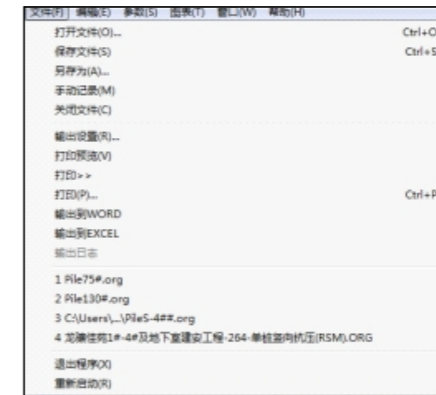 文件(F) 编辑(E) 参数(S) 图表(T) 窗口(W) 帮助(H)
打开文件(O)... Ctrl+O
保存文件(S) Ctrl+S
另存为(A)...
手动记录(M)
关闭文件(C)
输出设置(R)...
打印预览(V)
打印>>
打印(P)... Ctrl+P
输出到WORD
输出到EXCEL
输出日志
1 Pile75#.org
2 Pile130#.org
3 C:\Users\...\PileS-4##.org
4 龙骧佳苑1#-4#及地下室建安工程-264-单桩竖向抗压(RSM).ORG
退出程序(X)
重新启动(R)